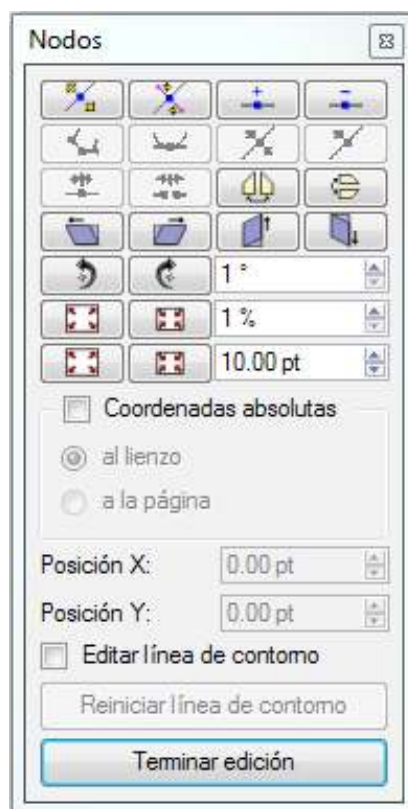 Nodos
1 °
1 %
10.00 pt
Coordenadas absolutas
al lienzo
a la página
Posición X: 0.00 pt
Posición Y: 0.00 pt
Editar línea de contorno
Reiniciar línea de contorno
Terminar edición